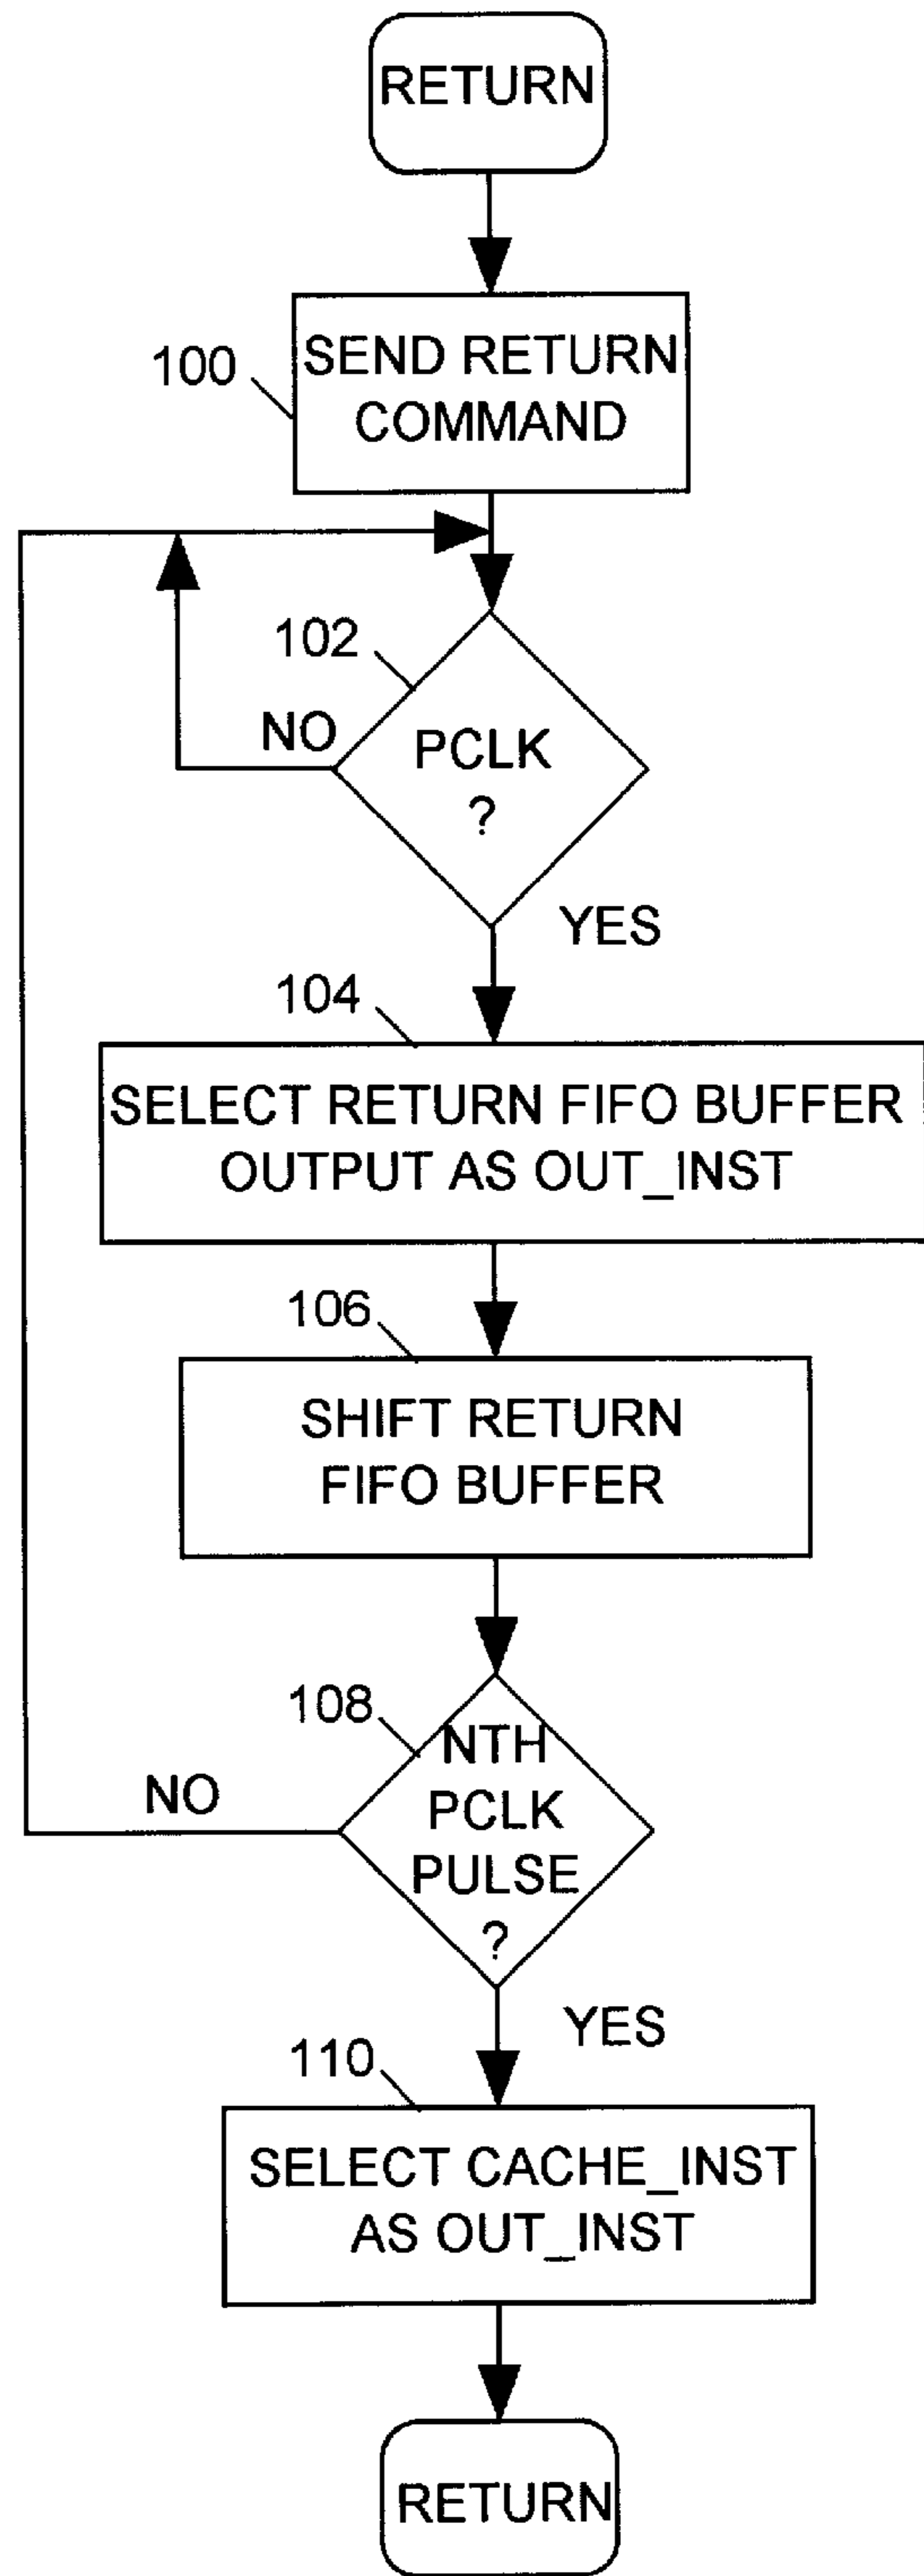 RETURN
100
SEND RETURN
COMMAND
102
NO
PCLK
?
YES
104
SELECT RETURN FIFO BUFFER
OUTPUT AS OUT_INST
106
SHIFT RETURN
FIFO BUFFER
108
NO
NTH
PCLK
PULSE
?
YES
110
SELECT CACHE_INST
AS OUT_INST
RETURN